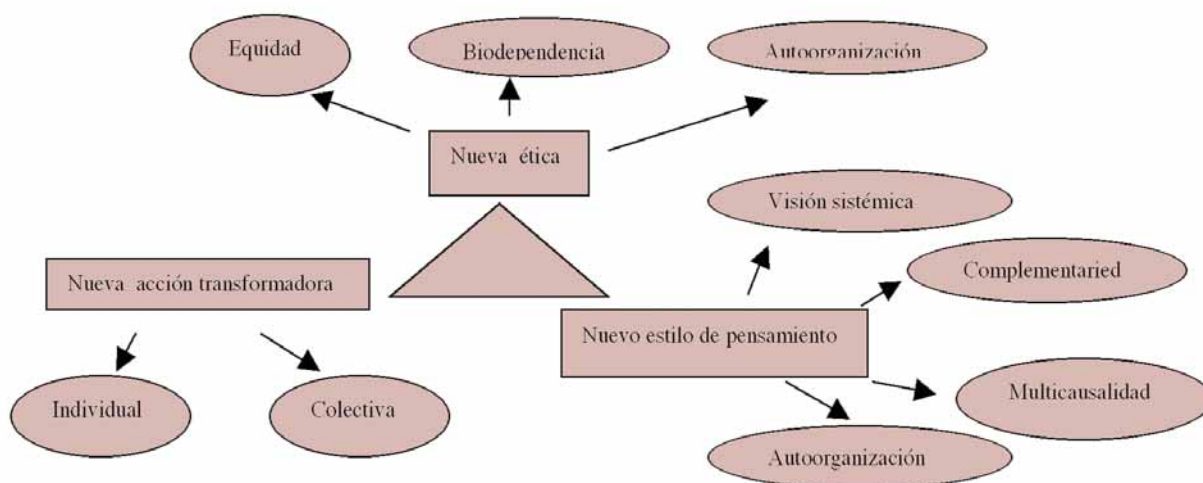 Equidad
Biodependencia
Autoorganización
Nueva ética
Visión sistémica
Nueva acción transformadora
Complementaried
Nuevo estilo de pensamiento
Individual
Colectiva
Multicausalidad
Autoorganización